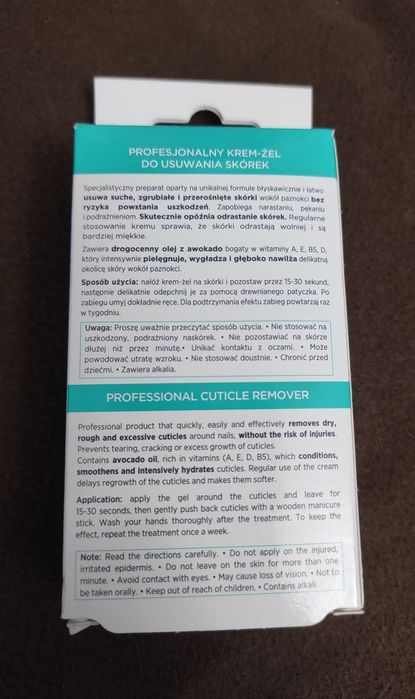 PROFESJONALNY KREM-ŻEL
DO USUWANIA SKÓREK
Specjalistyczny preparat oparty na unikalnej formule błyskawicznie i łatwo
usuwa suche, zgrubiałe i przerośnięte skórki wokół paznokci bez
ryzyka powstania uszkodzeń. Zapobiega narastaniu, pękaniu
i podrażnieniom. Skutecznie opóźnia odrastanie skórek. Regularne
stosowanie kremu sprawia, że skórki odrastają wolniej i są
bardziej miękkie.
Zawiera drogocenny olej z awokado bogaty w witaminy A, E, B5, D,
który intensywnie pielęgnuje, wygładza i głęboko nawilża delikatną
okolicę skóry wokół paznokci.
Sposób użycia: nałóż krem-żel na skórki i pozostaw przez 15-30 sekund,
następnie delikatnie odepchnij je za pomocą drewnianego patyczka. Po
zabiegu umyj dokładnie ręce. Dla podtrzymania efektu zabieg powtarzaj raz
w tygodniu.
Uwaga: Proszę uważnie przeczytać sposób użycia. • Nie stosować na
uszkodzony, podrażniony naskórek. • Nie pozostawiać na skórze
dłużej niż przez minutę.• Unikać kontaktu z oczami. • Może
powodować utratę wzroku. • Nie stosować doustnie. • Chronić przed
dziećmi. • Zawiera alkalia.
PROFESSIONAL CUTICLE REMOVER
Professional product that quickly, easily and effectively removes dry,
rough and excessive cuticles around nails, without the risk of injuries.
Prevents tearing, cracking or excess growth of cuticles.
Contains avocado oil, rich in vitamins (A, E, D, B5), which conditions,
smoothens and intensively hydrates cuticles. Regular use of the cream
delays regrowth of the cuticles and makes them softer.
Application: apply the gel around the cuticles and leave for
15-30 seconds, then gently push back cuticles with a wooden manicure
stick. Wash your hands thoroughly after the treatment. To keep the
effect, repeat the treatment once a week.
Note: Read the directions carefully. • Do not apply on the injured,
irritated epidermis. • Do not leave on the skin for more than one
minute. • Avoid contact with eyes. • May cause loss of vision. • Not to
be taken orally. • Keep out of reach of children. • Contains alkali.